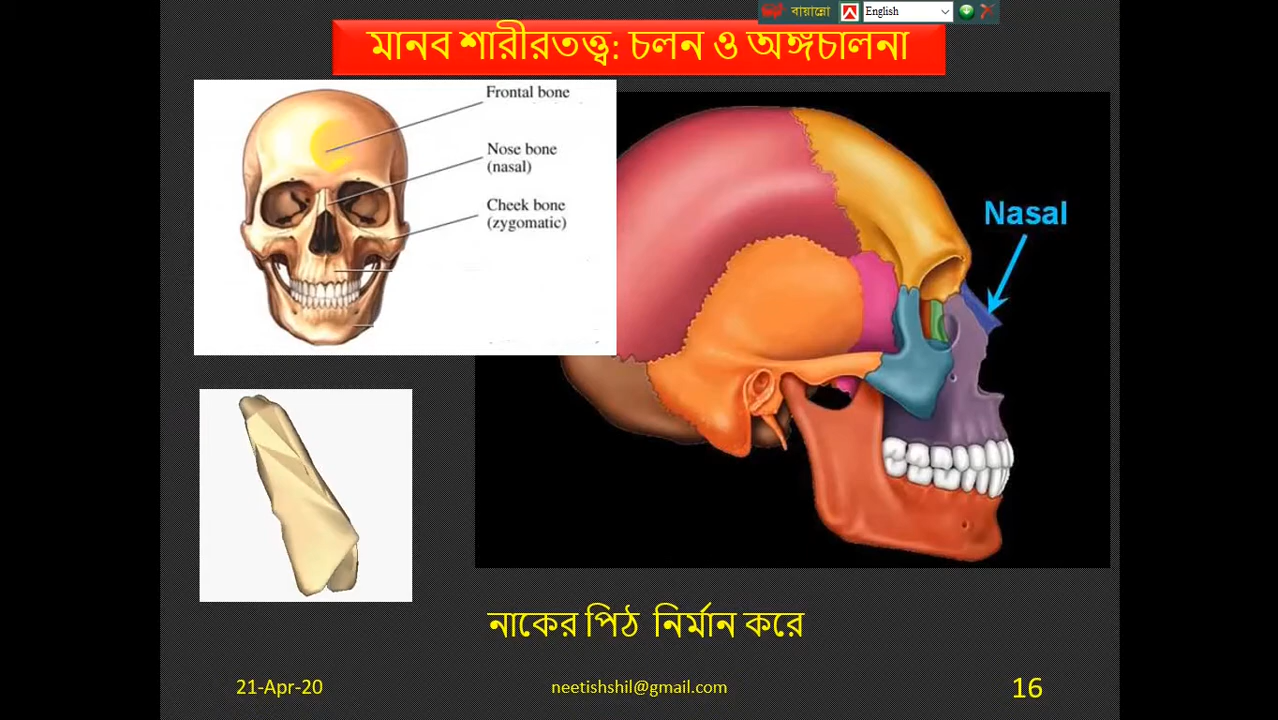 বায়ান্নো
English
মানব শারীরতত্ত্ব: চলন ও অঙ্গচালনা
Frontal bone
Nose bone
(nasal)
Cheek bone
(zygomatic)
Nasal
নাকের পিঠ নির্মান করে
21-Apr-20
neetishshil@gmail.com
16